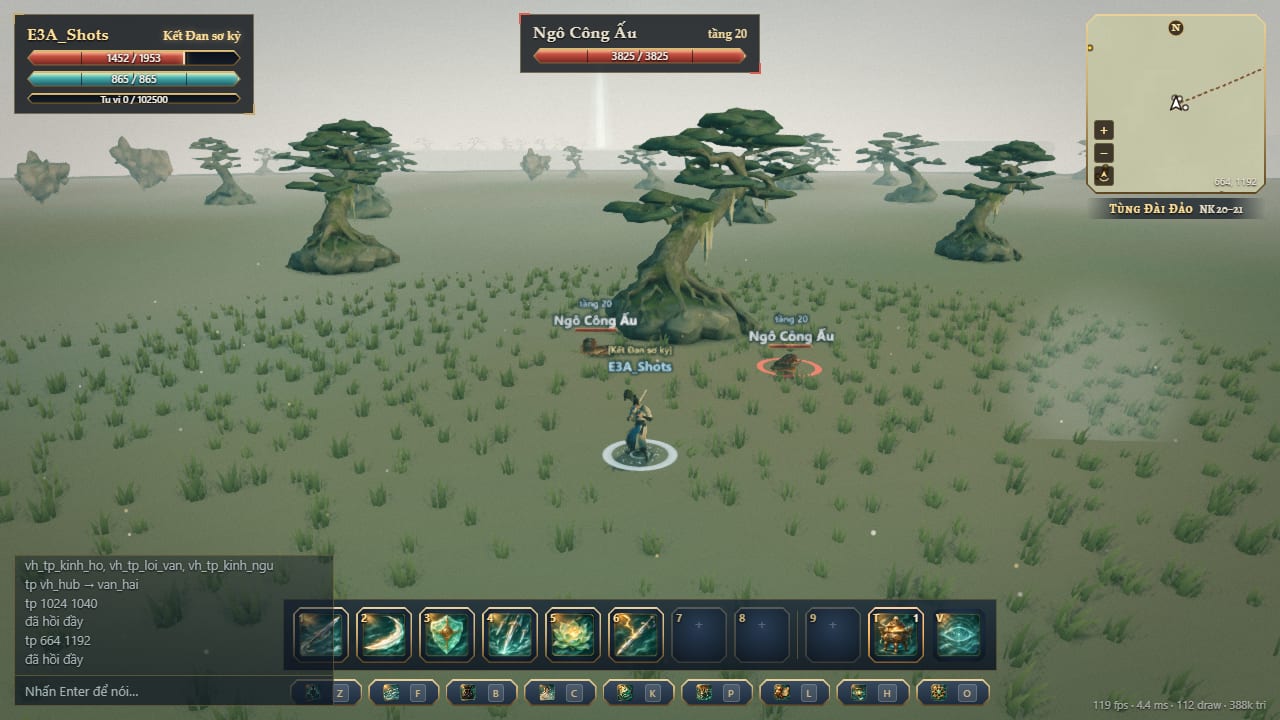 E3A_Shots Kết Đan sơ kỳ
1452 / 1953
865 / 865
Tu vi 0 / 102500
Ngô Công Ấu tầng 20
3825 / 3825
N
+
−
664, 1192
Tùng Đài Đảo NK20-21
tầng 20
Ngô Công Ấu
tầng 20
Ngô Công Ấu
[Kết Đan sơ kỳ]
E3A_Shots
vh_tp_kinh_ho, vh_tp_loi_van, vh_tp_kinh_ngu
tp vh_hub → van_hai
tp 1024 1040
đã hồi đầy
tp 664 1192
đã hồi đầy
Nhấn Enter để nói...
1 2 3 4 5 6 7 + 8 + 9 + T 1 V
Z F B C K P L H O
119 fps · 4.4 ms · 112 draw · 388k tri